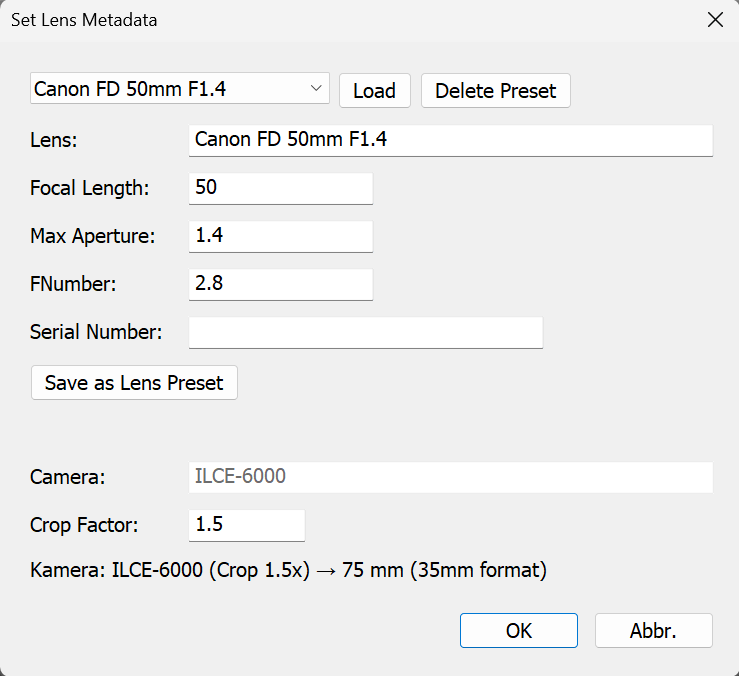 Set Lens Metadata
Canon FD 50mm F1.4 Load Delete Preset
Lens: Canon FD 50mm F1.4
Focal Length: 50
Max Aperture: 1.4
FNumber: 2.8
Serial Number:
Save as Lens Preset
Camera: ILCE-6000
Crop Factor: 1.5
Kamera: ILCE-6000 (Crop 1.5x) → 75 mm (35mm format)
OK Abbr.